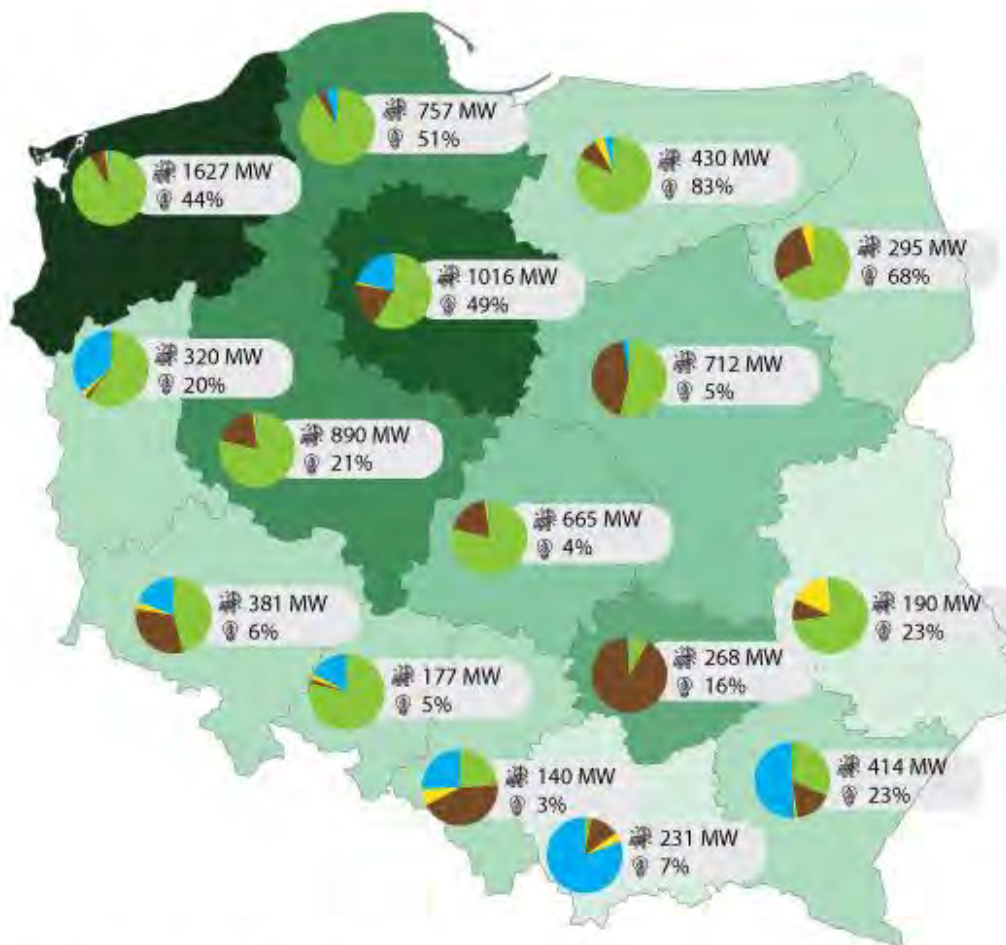 757 MW
51%
1627 MW
44%
430 MW
83%
295 MW
68%
1016 MW
49%
320 MW
20%
712 MW
5%
890 MW
21%
665 MW
4%
381 MW
6%
190 MW
23%
268 MW
16%
177 MW
5%
140 MW
3%
414 MW
23%
231 MW
7%